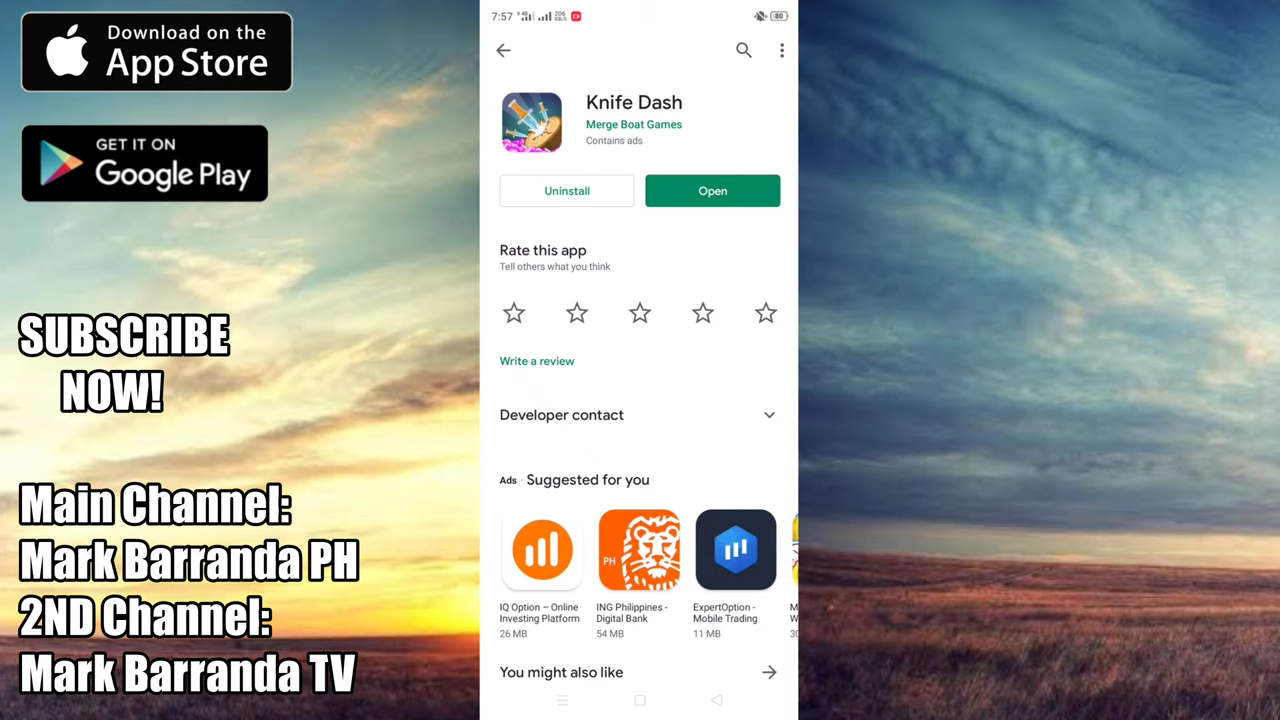 Download on the
App Store
GET IT ON
Google Play
SUBSCRIBE
NOW!
Main Channel:
Mark Barranda PH
2ND Channel:
Mark Barranda TV
7:57
80
Knife Dash
Merge Boat Games
Contains ads
Uninstall
Open
Rate this app
Tell others what you think
Write a review
Developer contact
Ads · Suggested for you
PH
IQ Option – Online
Investing Platform
26 MB
ING Philippines -
Digital Bank
54 MB
ExpertOption -
Mobile Trading
11 MB
You might also like